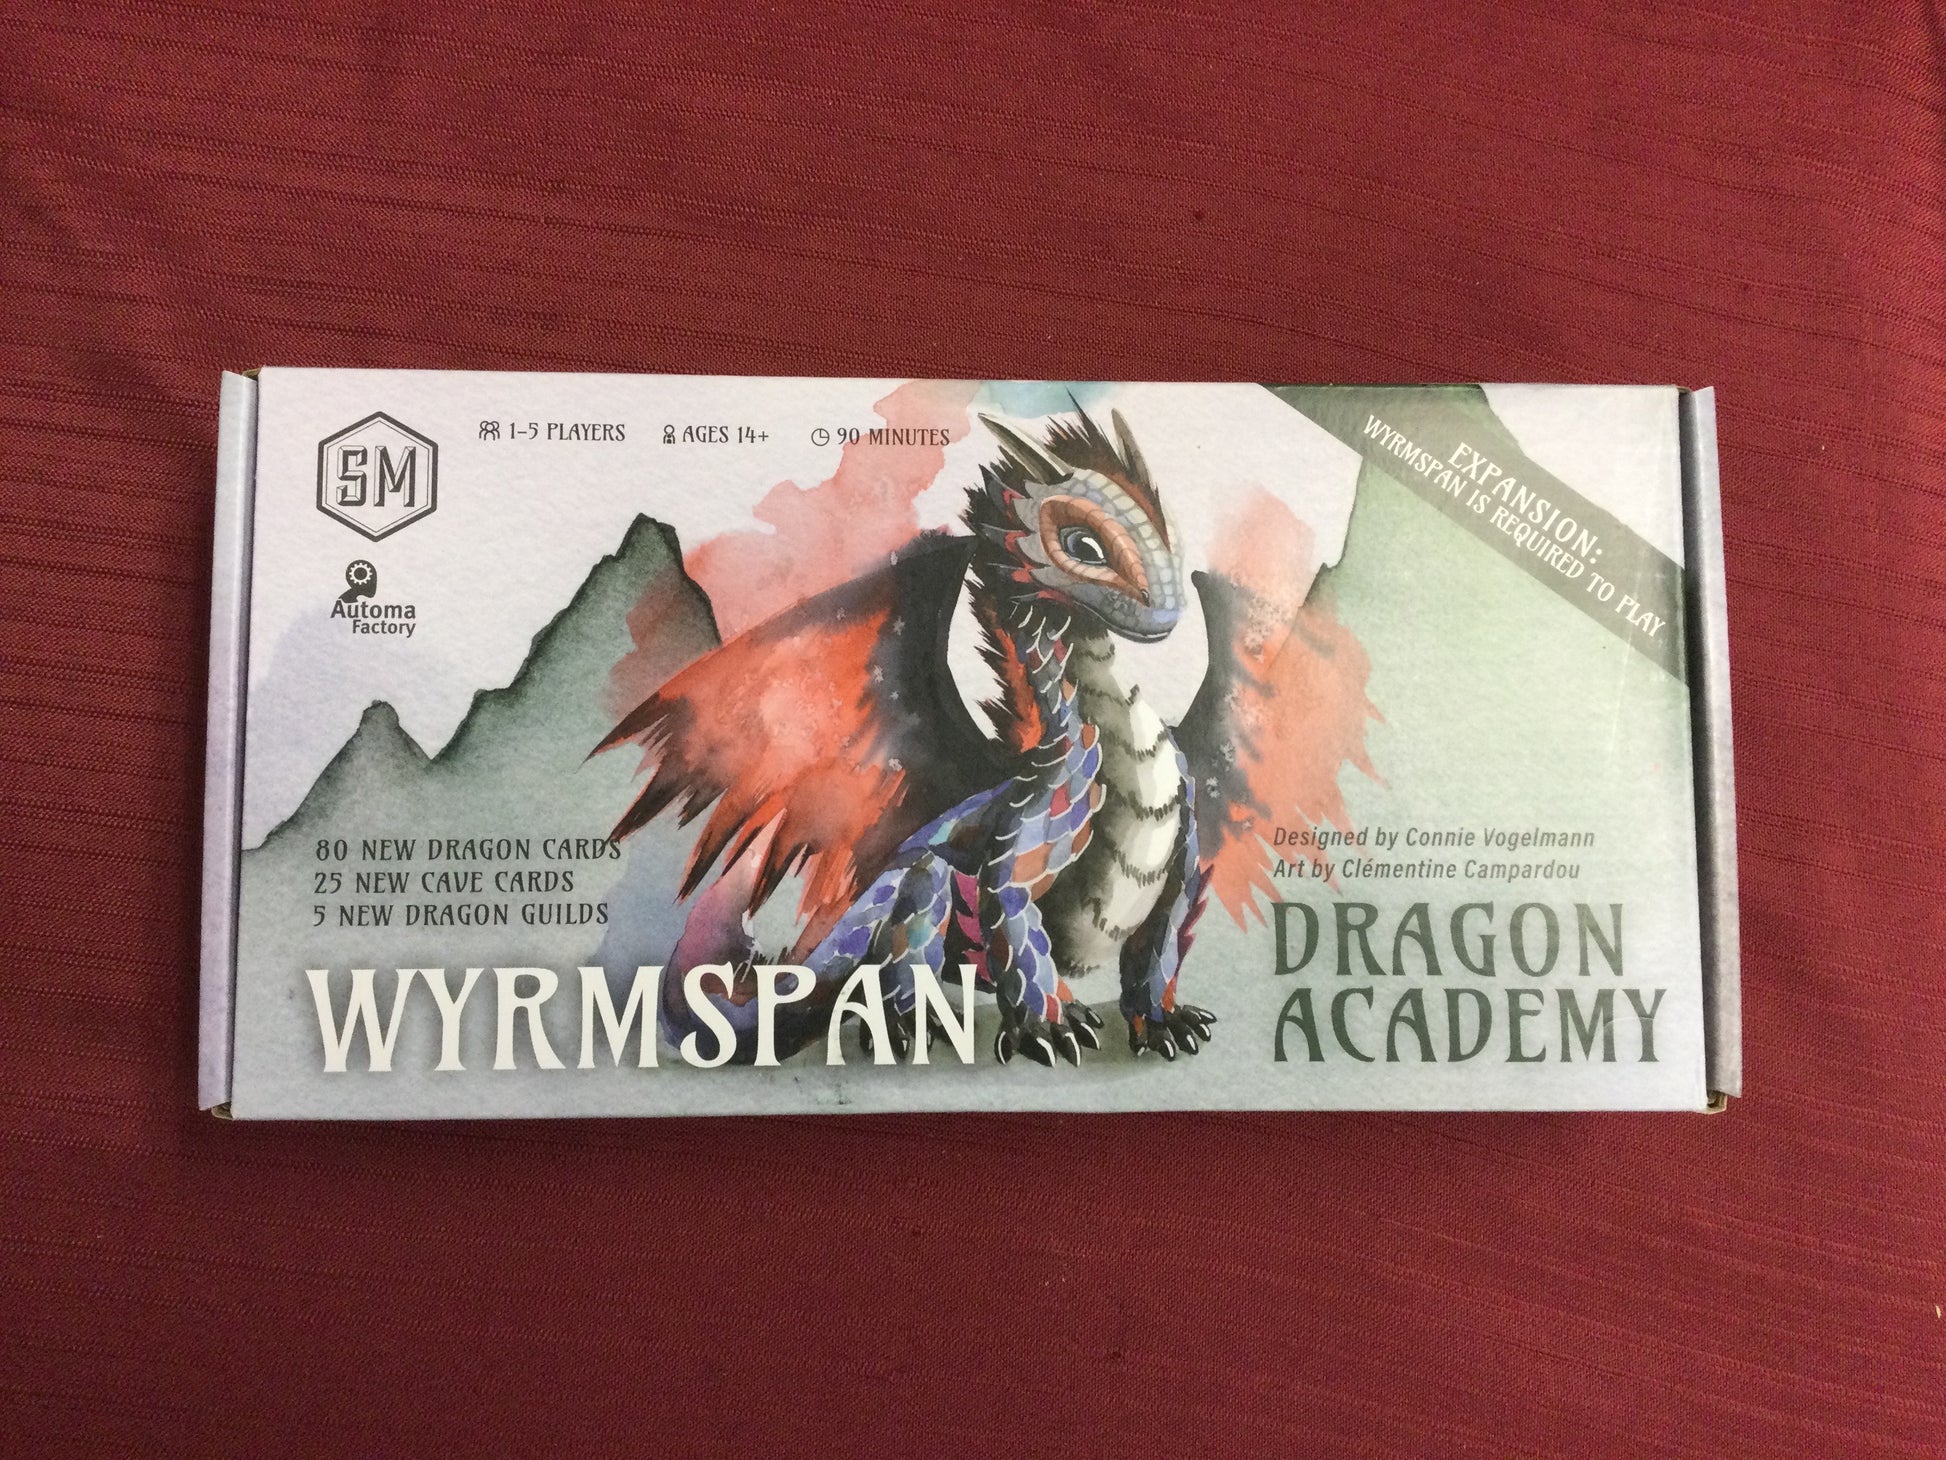 SM
1–5 PLAYERS
AGES 14+
90 MINUTES
EXPANSION:
WYRMSPAN IS REQUIRED TO PLAY
Automa
Factory
80 NEW DRAGON CARDS
25 NEW CAVE CARDS
5 NEW DRAGON GUILDS
WYRMSPAN
Designed by Connie Vogelmann
Art by Clémentine Campardou
DRAGON
ACADEMY